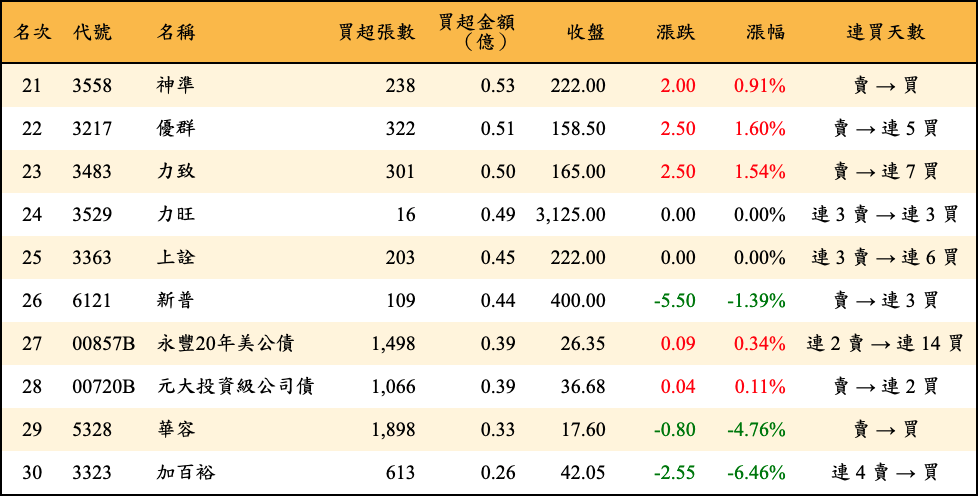 名次 代號 名稱 買超張數 買超金額（億） 收盤 漲跌 漲幅 連買天數
21 3558 神準 238 0.53 222.00 2.00 0.91% 賣 → 買
22 3217 優群 322 0.51 158.50 2.50 1.60% 賣 → 連 5 買
23 3483 力致 301 0.50 165.00 2.50 1.54% 賣 → 連 7 買
24 3529 力旺 16 0.49 3,125.00 0.00 0.00% 連 3 賣 → 連 3 買
25 3363 上詮 203 0.45 222.00 0.00 0.00% 連 3 賣 → 連 6 買
26 6121 新普 109 0.44 400.00 -5.50 -1.39% 賣 → 連 3 買
27 00857B 永豐20年美公債 1,498 0.39 26.35 0.09 0.34% 連 2 賣 → 連 14 買
28 00720B 元大投資級公司債 1,066 0.39 36.68 0.04 0.11% 賣 → 連 2 買
29 5328 華容 1,898 0.33 17.60 -0.80 -4.76% 賣 → 買
30 3323 加百裕 613 0.26 42.05 -2.55 -6.46% 連 4 賣 → 買